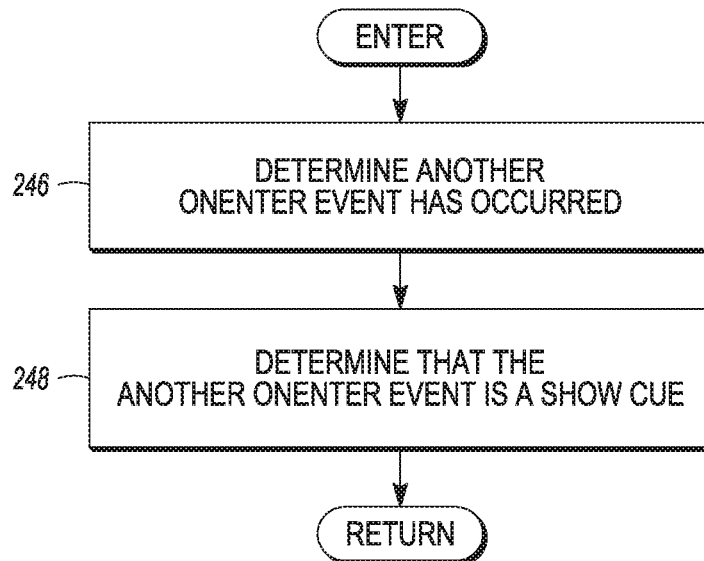 ENTER
246
DETERMINE ANOTHER
ONENTER EVENT HAS OCCURRED
248
DETERMINE THAT THE
ANOTHER ONENTER EVENT IS A SHOW CUE
RETURN